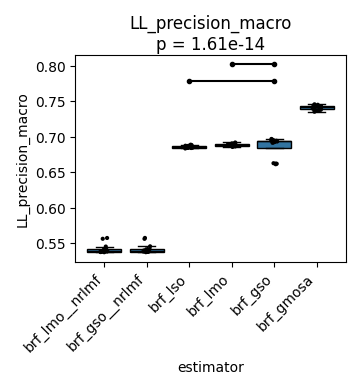 LL_precision_macro
p = 1.61e-14
LL_precision_macro
0.80
0.75
0.70
0.65
0.60
0.55
brf_lmo__nrlmf
brf_gso__nrlmf
brf_lso
brf_lmo
brf_gso
brf_gmosa
estimator